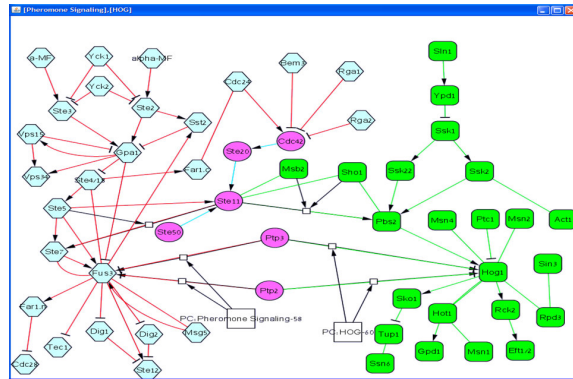 [Pheromone Signaling],[HOG]
a-MF
Yck1
alpha-MF
Bem1
Rga1
Sln1
Yck2
Cdc24
Ste3
Ste2
Ypd1
Sst2
Rga2
Vps15
Cdc42
Ssk1
Gpa1
Ste20
Vps34
Ste4/18
Far1.c
Msb2
Sho1
Ssk22
Ssk2
Ste5
Ste11
Pbs2
Msn4
Ptc1
Msn2
Act1
Ste50
Ste7
Ptp3
Fus3
Hog1
Sin3
Ptp2
Far1.n
Sko1
Rck2
Rpd3
PC:Pheromone Signaling-58
Hot1
Dig1
Dig2
Msg5
PC:HOG-60
Tup1
Tec1
Gpd1
Msn1
Eft1/2
Cdc28
Ste12
Ssn6